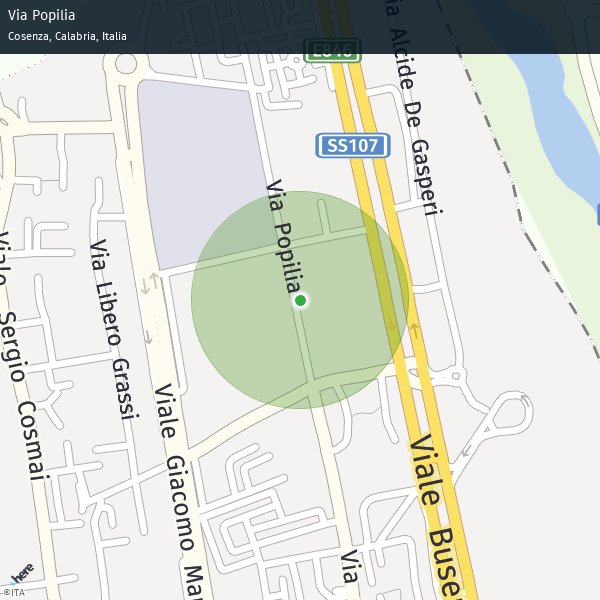 Via Popilia
Cosenza, Calabria, Italia
E846
Via Alcide De Gasperi
SS107
Via Popilia
Viale Sergio Cosmai
Via Libero Grassi
Viale Giacomo Ma
Viale Buse
Via
here
©ITA